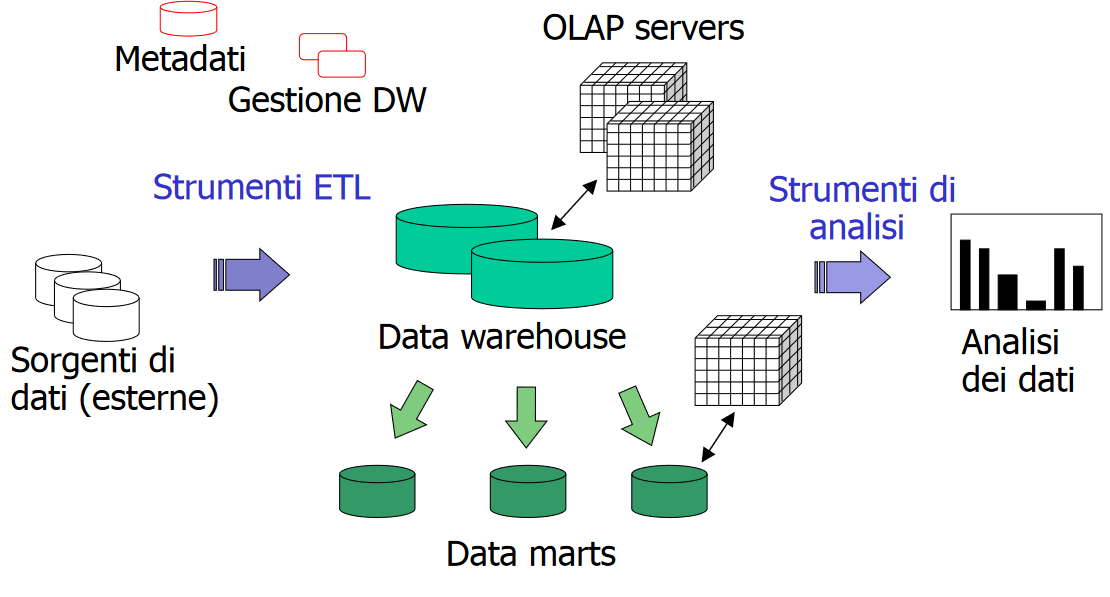 OLAP servers
Metadati
Gestione DW
Strumenti ETL
Strumenti di
analisi
Data warehouse
Sorgenti di
dati (esterne)
Analisi
dei dati
Data marts